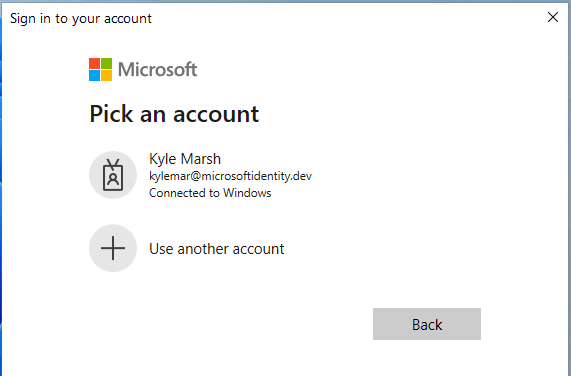 Sign in to your account
Microsoft
Pick an account
Kyle Marsh
kylemar@microsoftidentity.dev
Connected to Windows
Use another account
Back